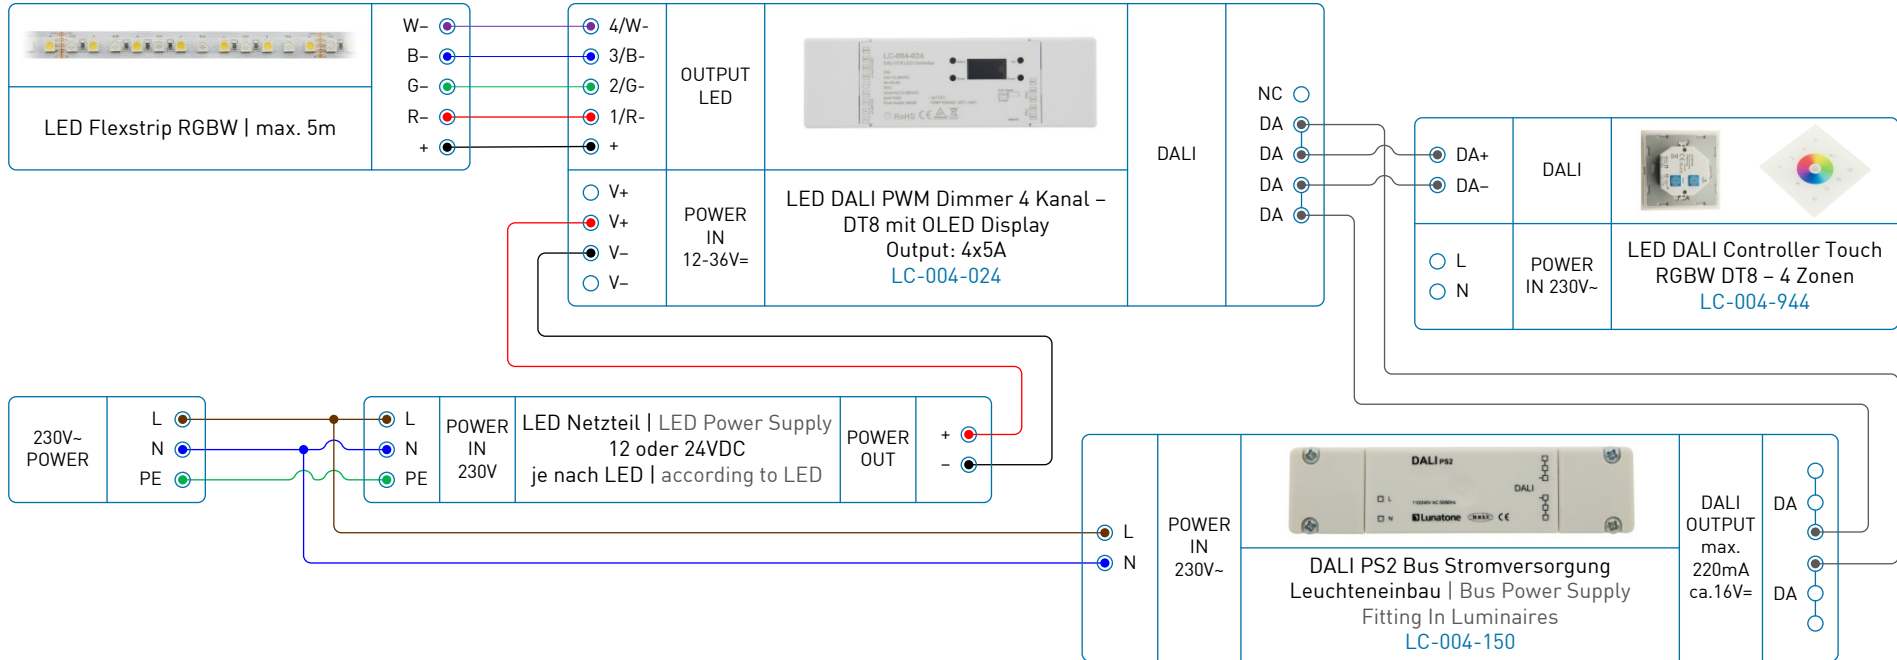 LED Flexstrip RGBW | max. 5m
W–
B–
G–
R–
+
4/W-
3/B-
2/G-
1/R-
+
OUTPUT
LED
LC-004-024
V+
V+
V–
V–
POWER
IN
12-36V=
LED DALI PWM Dimmer 4 Kanal –
DT8 mit OLED Display
Output: 4x5A
LC-004-024
DALI
NC
DA
DA
DA
DA
DA+
DA–
DALI
L
N
POWER
IN 230V~
LED DALI Controller Touch
RGBW DT8 – 4 Zonen
LC-004-944
230V~
POWER
L
N
PE
L
N
PE
POWER
IN
230V
LED Netzteil | LED Power Supply
12 oder 24VDC
je nach LED | according to LED
POWER
OUT
+
–
L
N
POWER
IN
230V~
DALI PS2
DALI
L
N
Lunatone
DALI PS2 Bus Stromversorgung
Leuchteneinbau | Bus Power Supply
Fitting In Luminaires
LC-004-150
DALI
OUTPUT
max.
220mA
ca.16V=
DA
DA